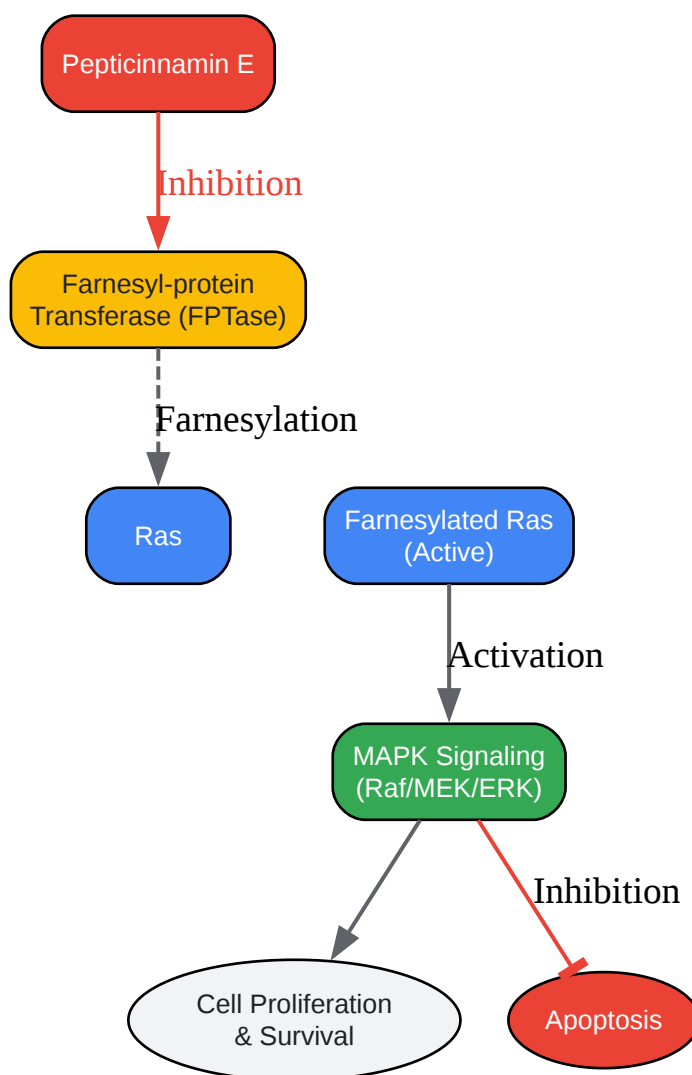 Pepticinnamin E
Inhibition
Farnesyl-protein
Transferase (FPTase)
Farnesylation
Ras
Farnesylated Ras
(Active)
Activation
MAPK Signaling
(Raf/MEK/ERK)
Inhibition
Cell Proliferation
& Survival
Apoptosis